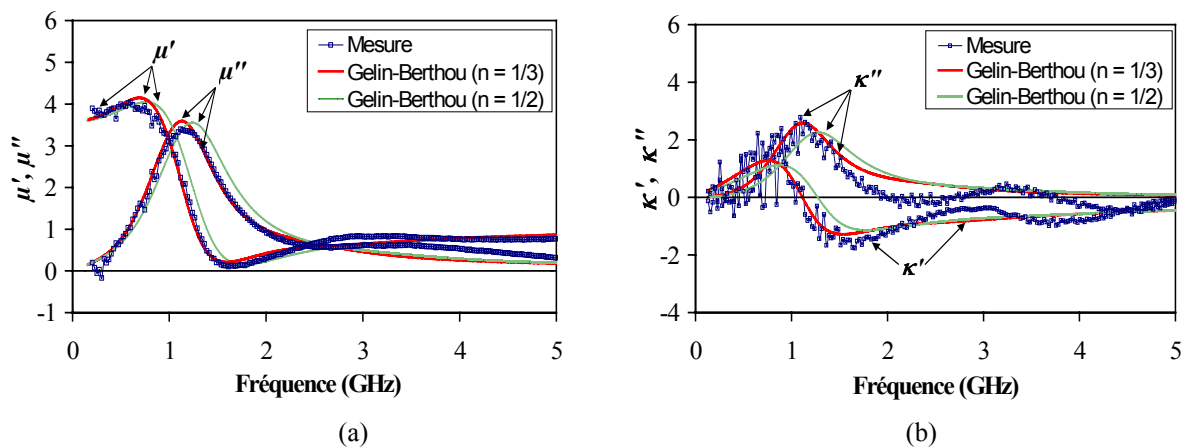 6
5
4
3
2
1
0
-1
0 1 2 3 4 5
μ', μ''
μ'
μ''
Mesure
Gelin-Berthou (n = 1/3)
Gelin-Berthou (n = 1/2)
Fréquence (GHz)
(a)
6
4
2
0
-2
-4
0 1 2 3 4 5
κ', κ''
κ''
κ'
Mesure
Gelin-Berthou (n = 1/3)
Gelin-Berthou (n = 1/2)
Fréquence (GHz)
(b)